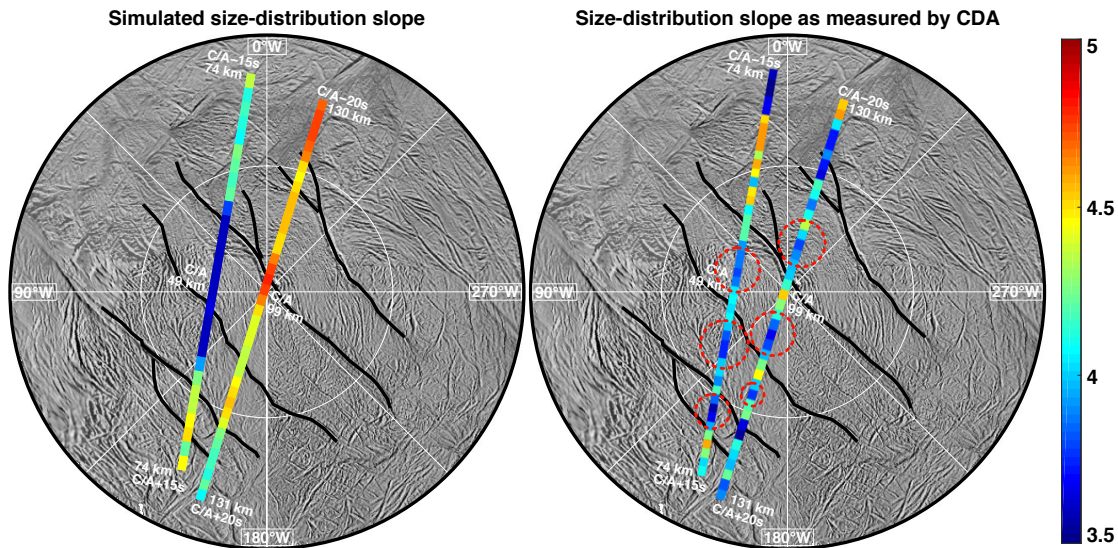 Simulated size-distribution slope
0°W
C/A−15s
74 km
C/A−20s
130 km
C/A
49 km
90°W
270°W
C/A
99 km
74 km
C/A+15s
131 km
C/A+20s
180°W
Size-distribution slope as measured by CDA
0°W
C/A−15s
74 km
C/A−20s
130 km
C/A
49 km
90°W
270°W
C/A
99 km
74 km
C/A+15s
131 km
C/A+20s
180°W
5
4.5
4
3.5